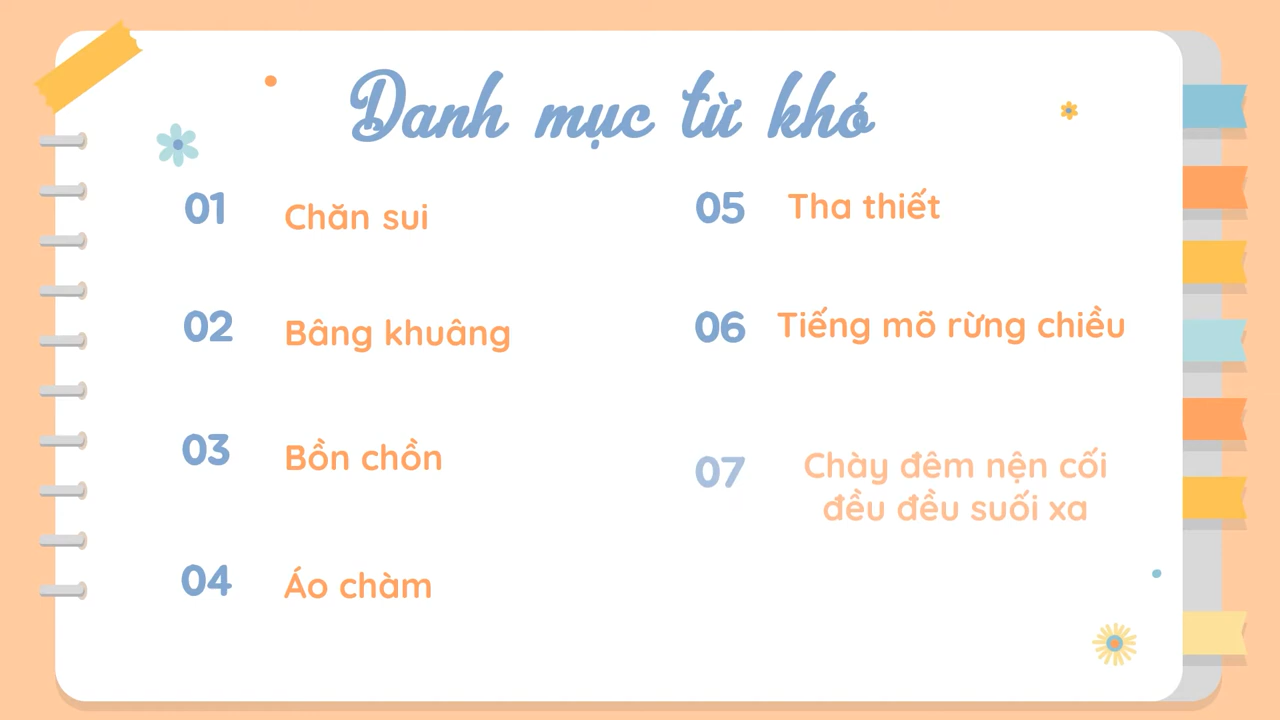 Danh mục từ khó
01 Chăn sui
02 Bâng khuâng
03 Bồn chồn
04 Áo chàm
05 Tha thiết
06 Tiếng mõ rừng chiều
07 Chày đêm nện cối
đều đều suối xa